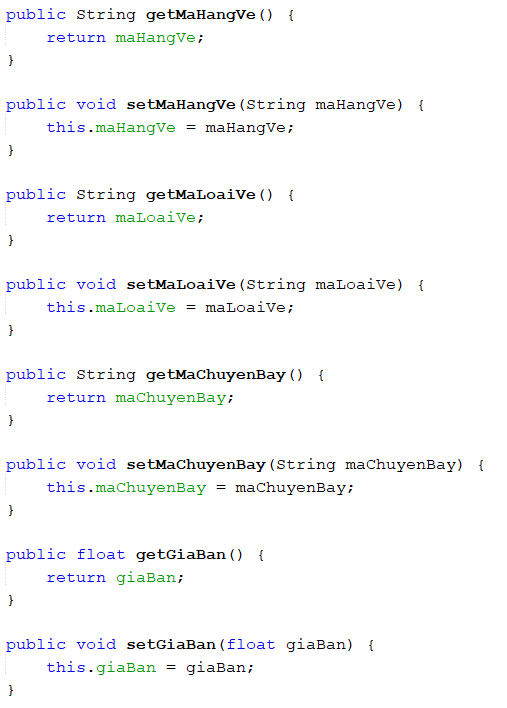 public String getMaHangVe() {
    return maHangVe;
}

public void setMaHangVe(String maHangVe) {
    this.maHangVe = maHangVe;
}

public String getMaLoaiVe() {
    return maLoaiVe;
}

public void setMaLoaiVe(String maLoaiVe) {
    this.maLoaiVe = maLoaiVe;
}

public String getMaChuyenBay() {
    return maChuyenBay;
}

public void setMaChuyenBay(String maChuyenBay) {
    this.maChuyenBay = maChuyenBay;
}

public float getGiaBan() {
    return giaBan;
}

public void setGiaBan(float giaBan) {
    this.giaBan = giaBan;
}